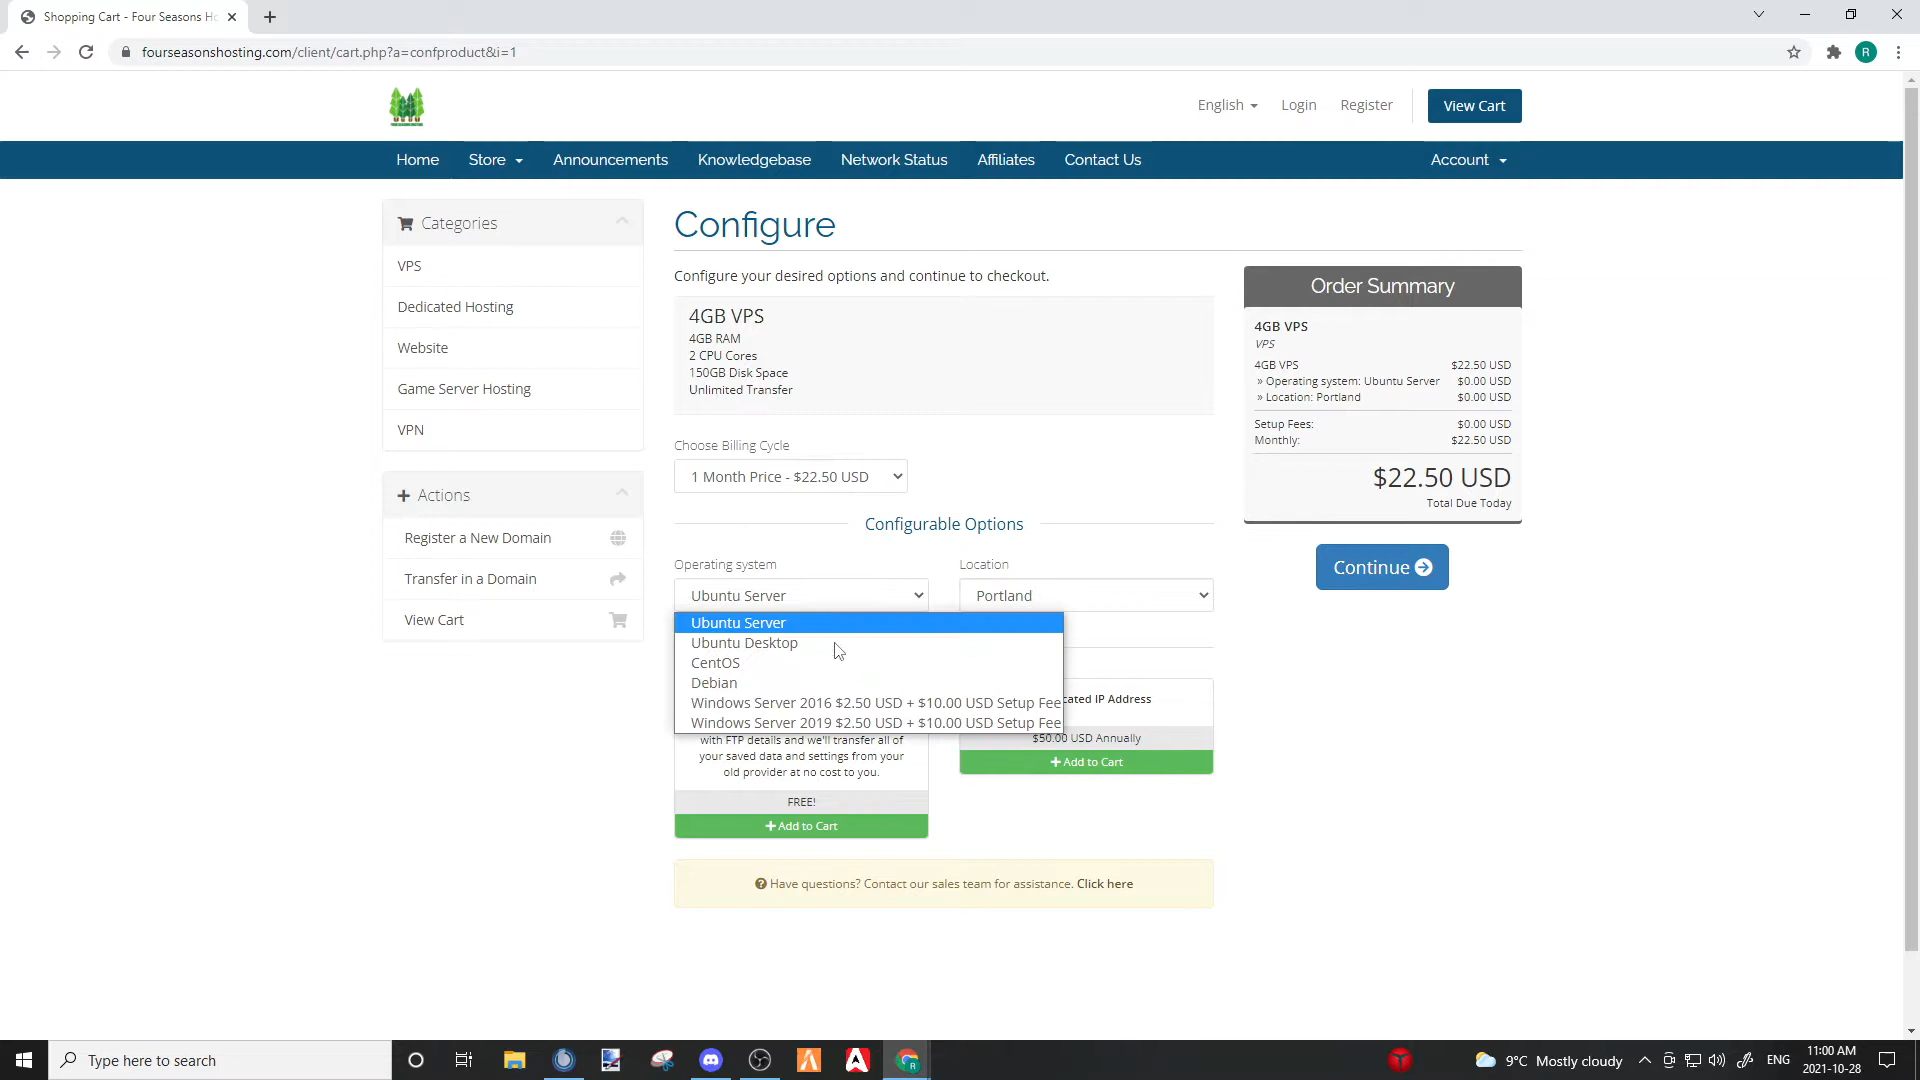 Shopping Cart - Four Seasons Ho
fourseasonshosting.com/client/cart.php?a=confproduct&i=1
R
FOUR SEASONS HOSTING
English
Login
Register
View Cart
Home
Store
Announcements
Knowledgebase
Network Status
Affiliates
Contact Us
Account
Categories
VPS
Dedicated Hosting
Website
Game Server Hosting
VPN
Actions
Register a New Domain
Transfer in a Domain
View Cart
Configure
Configure your desired options and continue to checkout.
4GB VPS
4GB RAM
2 CPU Cores
150GB Disk Space
Unlimited Transfer
Choose Billing Cycle
1 Month Price - $22.50 USD
Configurable Options
Operating system
Ubuntu Server
Location
Portland
Ubuntu Server
Ubuntu Desktop
CentOS
Debian
Windows Server 2016 $2.50 USD + $10.00 USD Setup Fee
Windows Server 2019 $2.50 USD + $10.00 USD Setup Fee
with FTP details and we'll transfer all of
your saved data and settings from your
old provider at no cost to you.
FREE!
Add to Cart
cated IP Address
$50.00 USD Annually
Add to Cart
Have questions? Contact our sales team for assistance. Click here
Order Summary
4GB VPS
VPS
4GB VPS $22.50 USD
» Operating system: Ubuntu Server $0.00 USD
» Location: Portland $0.00 USD
Setup Fees: $0.00 USD
Monthly: $22.50 USD
$22.50 USD
Total Due Today
Continue
Type here to search
R
9°C Mostly cloudy
ENG
11:00 AM
2021-10-28